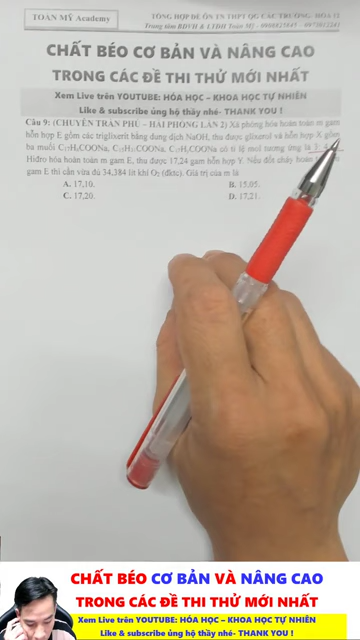 TOÁN MỸ Academy
TỔNG HỢP ĐỀ ÔN TN THPT QG CÁC TRƯỜNG- HÓA 12
Trung tâm BDVH & LTĐH Toán Mỹ -
CHẤT BÉO CƠ BẢN VÀ NÂNG CAO
TRONG CÁC ĐỀ THI THỬ MỚI NHẤT
Xem Live trên YOUTUBE: HÓA HỌC – KHOA HỌC TỰ NHIÊN
Like & subscribe ủng hộ thầy nhé- THANK YOU !
Câu 9: (CHUYÊN TRẦN PHÚ – HẢI PHÒNG LẦN 2) Xà phòng hóa hoàn toàn m gam
hỗn hợp E gồm các triglixerit bằng dung dịch NaOH, thu được glixerol và hỗn hợp X gồm
ba muối C17HxCOONa, C15H31COONa, C17HyCOONa có tỉ lệ mol tương ứng là 3:
Hiđro hóa hoàn toàn m gam E, thu được 17,24 gam hỗn hợp Y. Nếu đốt cháy hoàn
gam E thì cần vừa đủ 34,384 lít khí O2 (đktc). Giá trị của m là
A. 17,10. B. 15,05.
C. 17,20. D. 17,21.
CHẤT BÉO CƠ BẢN VÀ NÂNG CAO
TRONG CÁC ĐỀ THI THỬ MỚI NHẤT
Xem Live trên YOUTUBE: HÓA HỌC – KHOA HỌC TỰ NHIÊN
Like & subscribe ủng hộ thầy nhé- THANK YOU !